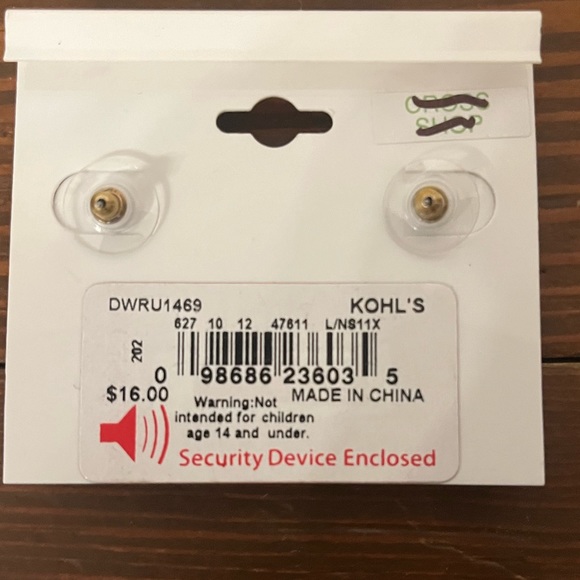 CROSS
SHOP
DWRU1469 KOHL'S
627 10 12 47611 L/NS11X
202
0 98686 23603 5
$16.00 MADE IN CHINA
Warning:Not
intended for children
age 14 and under.
Security Device Enclosed